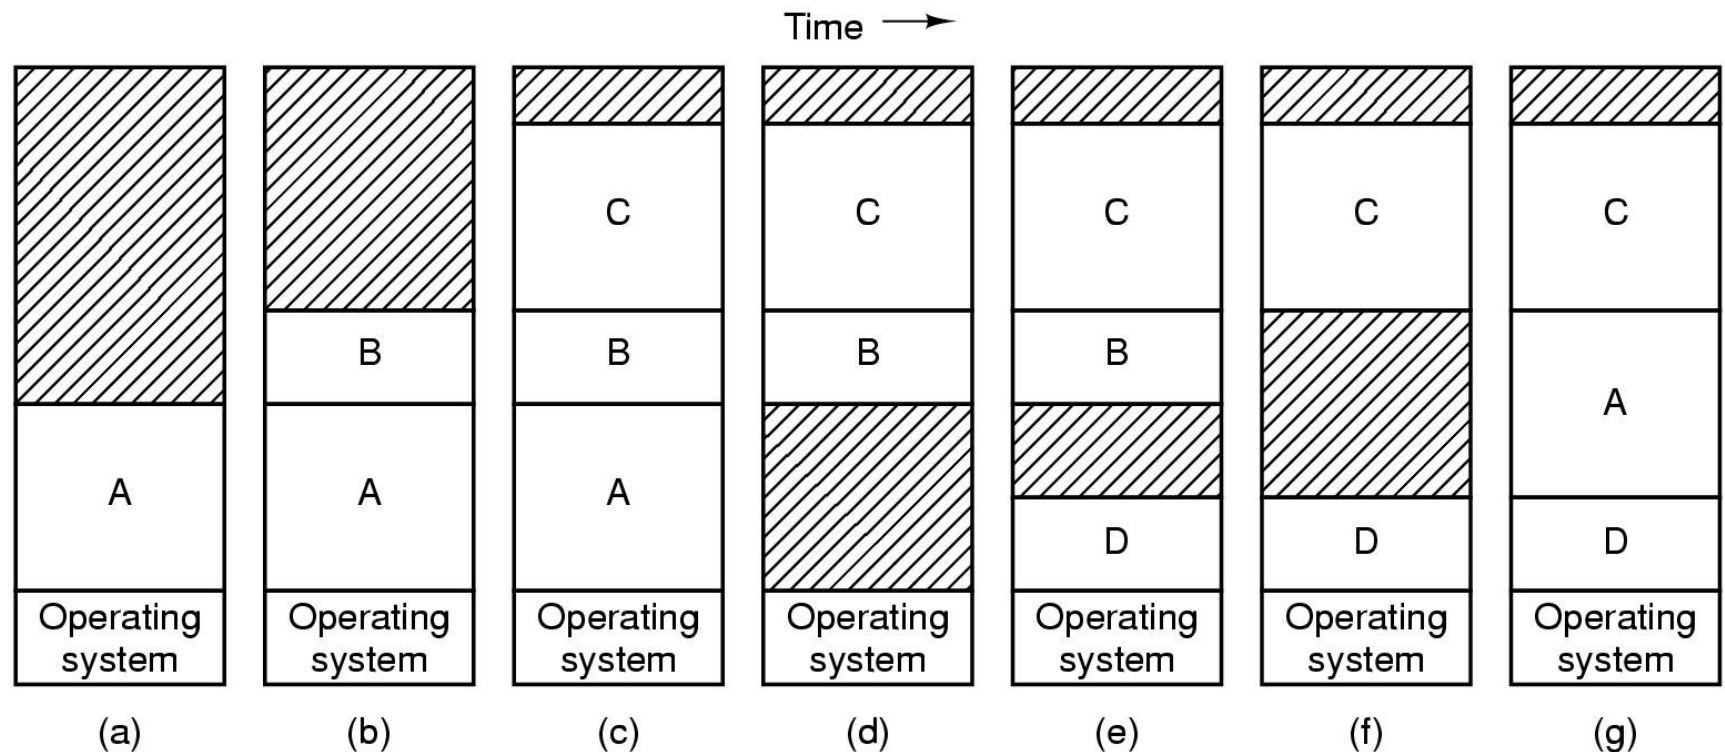 Time
C C C C C
B B B B
A
A A A
D D D
Operating Operating Operating Operating Operating Operating Operating
system system system system system system system
(a) (b) (c) (d) (e) (f) (g)